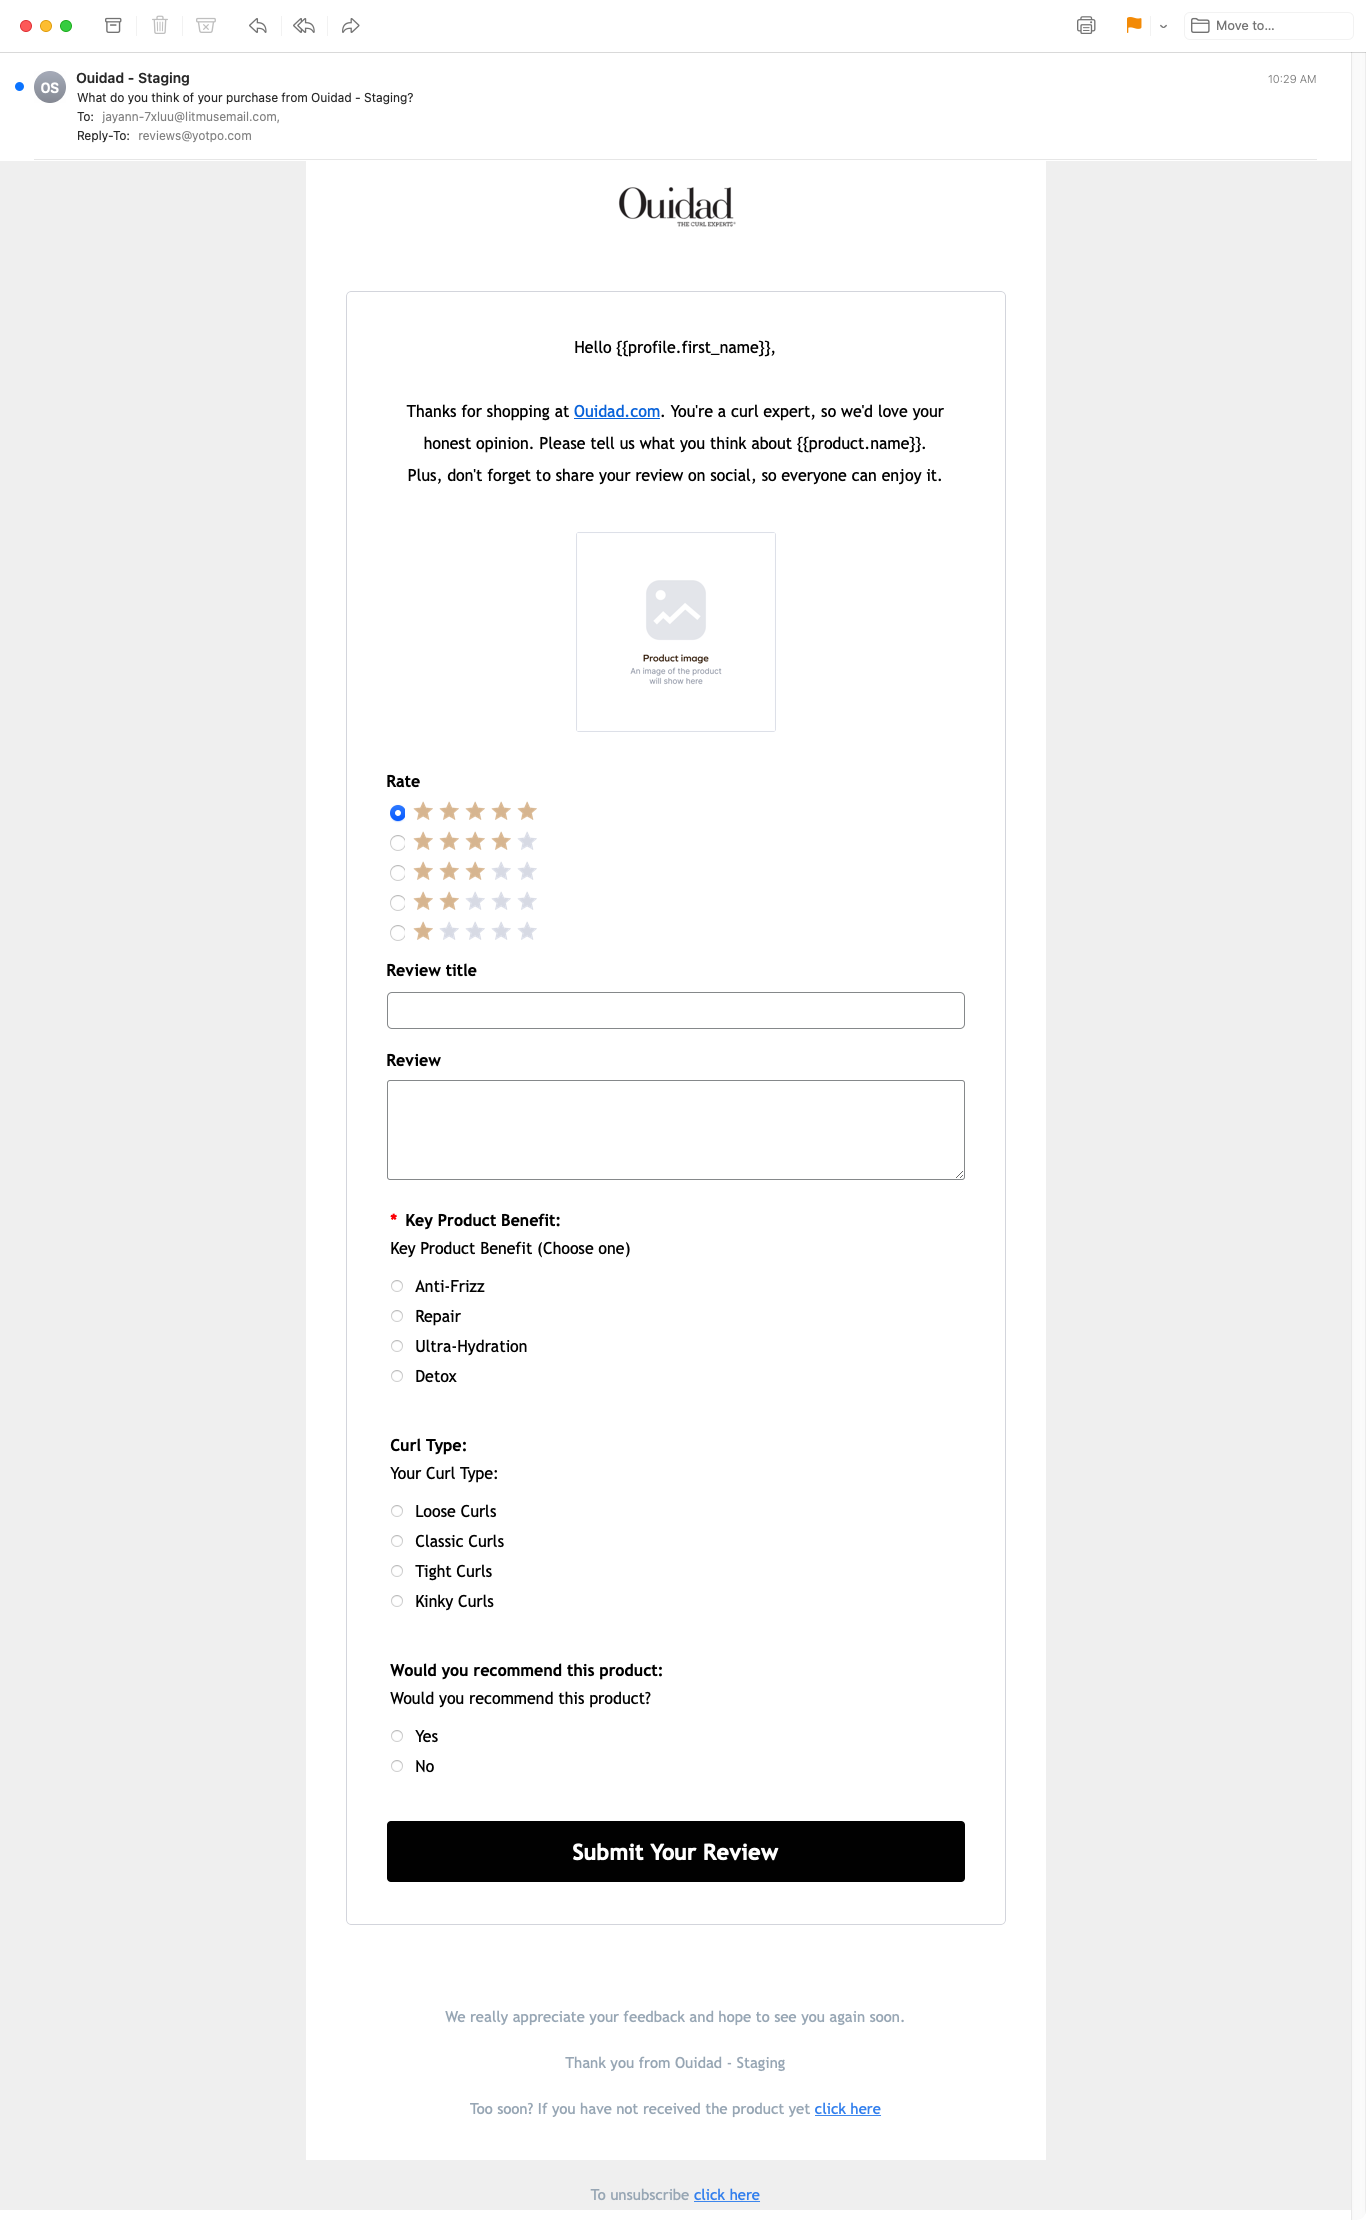 Move to...
OS
Ouidad - Staging
10:29 AM
What do you think of your purchase from Ouidad - Staging?
To: jayann-7xluu@litmusemail.com,
Reply-To: reviews@yotpo.com
Ouidad
THE CURL EXPERTS
Hello {{profile.first_name}},
Thanks for shopping at Ouidad.com. You're a curl expert, so we'd love your
honest opinion. Please tell us what you think about {{product.name}}.
Plus, don't forget to share your review on social, so everyone can enjoy it.
Product image
An image of the product
will show here
Rate
Review title
Review
* Key Product Benefit:
Key Product Benefit (Choose one)
Anti-Frizz
Repair
Ultra-Hydration
Detox
Curl Type:
Your Curl Type:
Loose Curls
Classic Curls
Tight Curls
Kinky Curls
Would you recommend this product:
Would you recommend this product?
Yes
No
Submit Your Review
We really appreciate your feedback and hope to see you again soon.
Thank you from Ouidad - Staging
Too soon? If you have not received the product yet click here
To unsubscribe click here